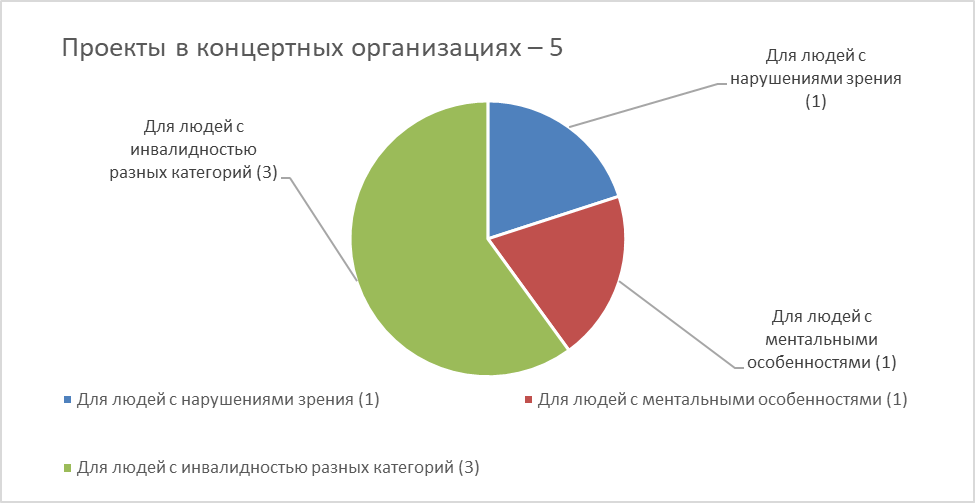 Проекты в концертных организациях – 5
Для людей с
нарушениями зрения
(1)
Для людей с
инвалидностью
разных категорий (3)
Для людей с
ментальными
особенностями (1)
Для людей с нарушениями зрения (1)
Для людей с ментальными особенностями (1)
Для людей с инвалидностью разных категорий (3)